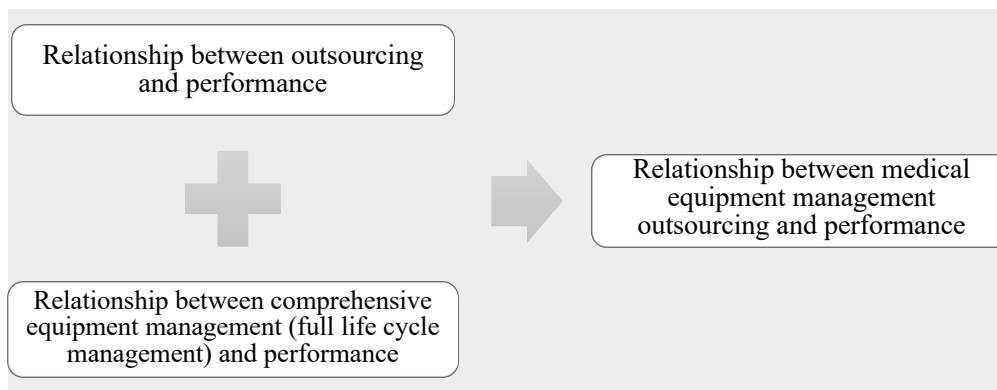 Relationship between outsourcing
and performance
Relationship between medical
equipment management
outsourcing and performance
Relationship between comprehensive
equipment management (full life cycle
management) and performance